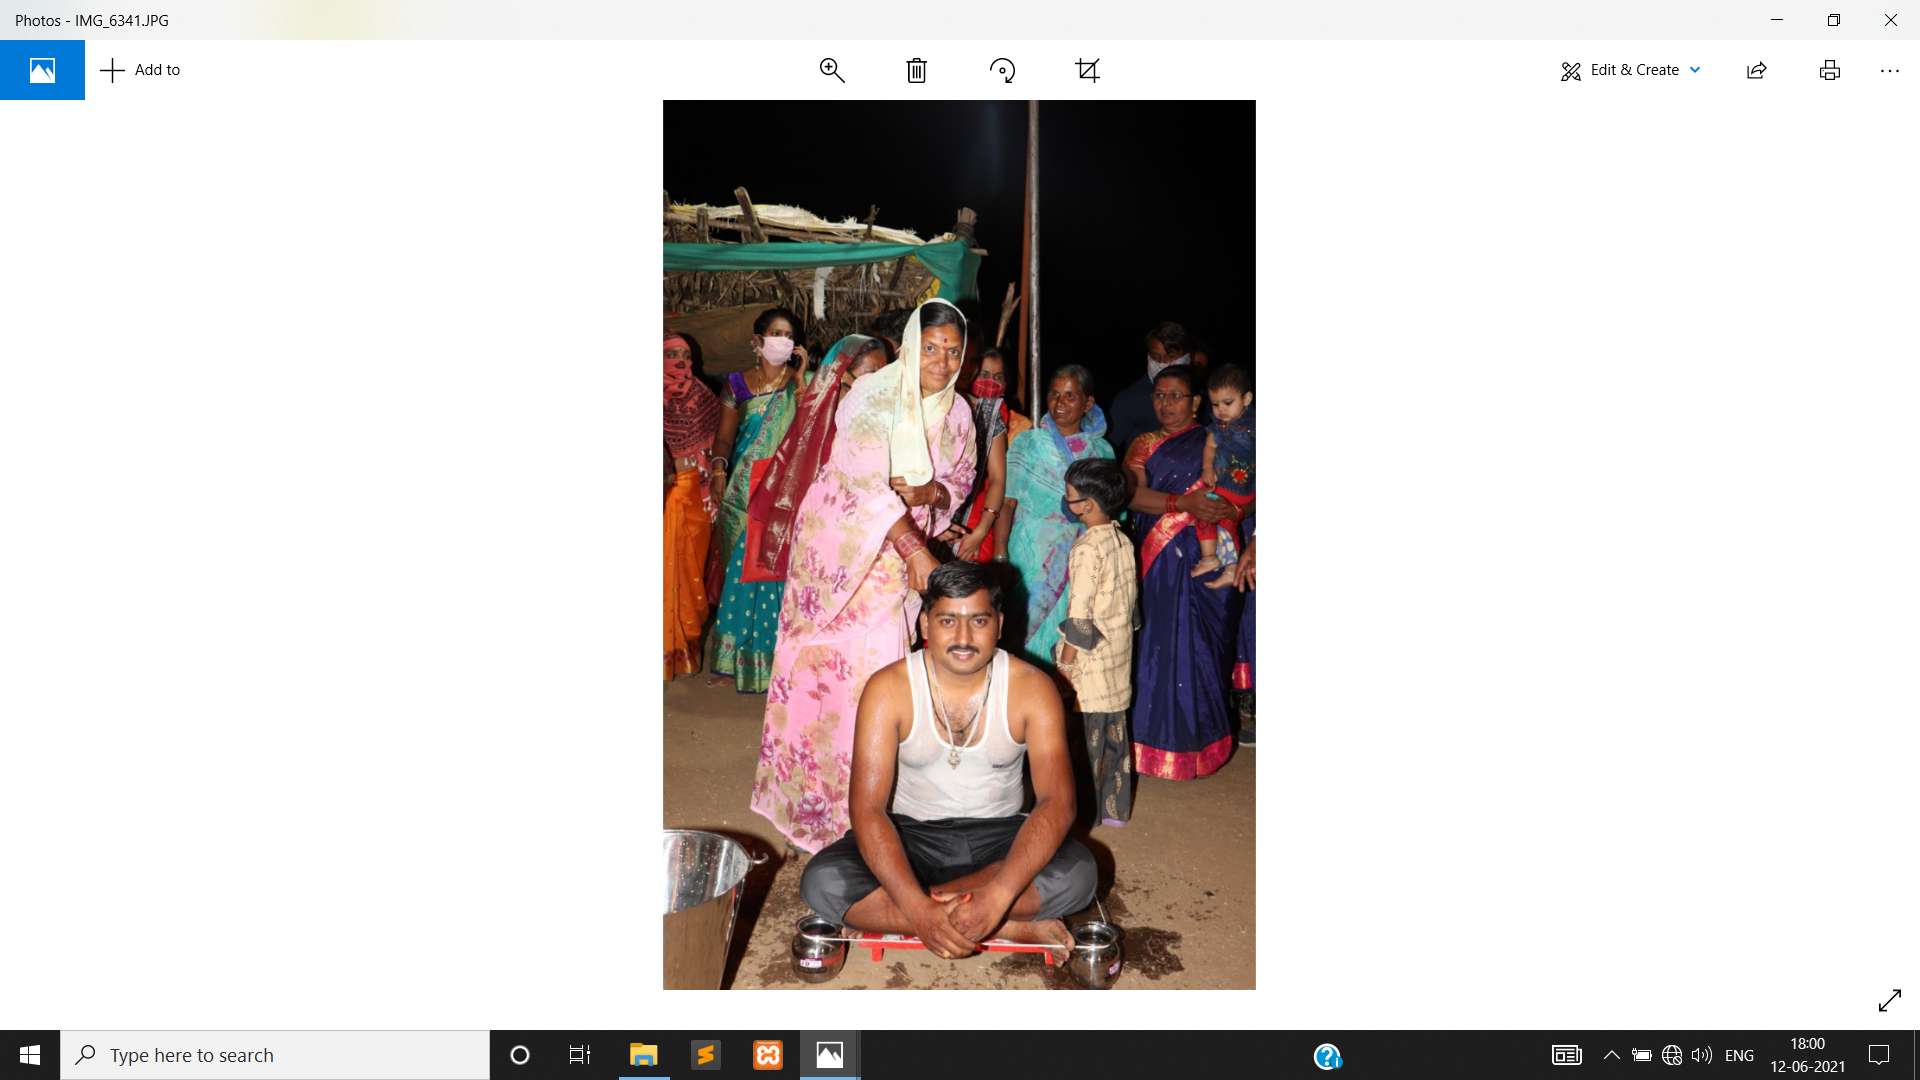 Photos - IMG_6341.JPG
Add to
Edit & Create
Type here to search
ENG
18:00
12-06-2021